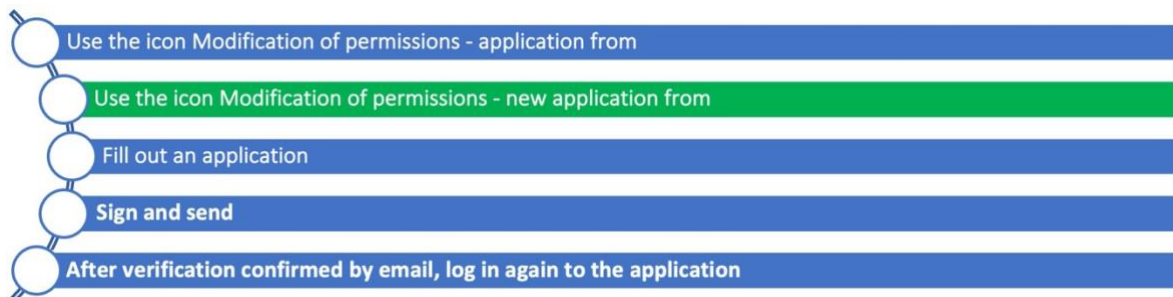 Use the icon Modification of permissions - application from
Use the icon Modification of permissions - new application from
Fill out an application
Sign and send
After verification confirmed by email, log in again to the application